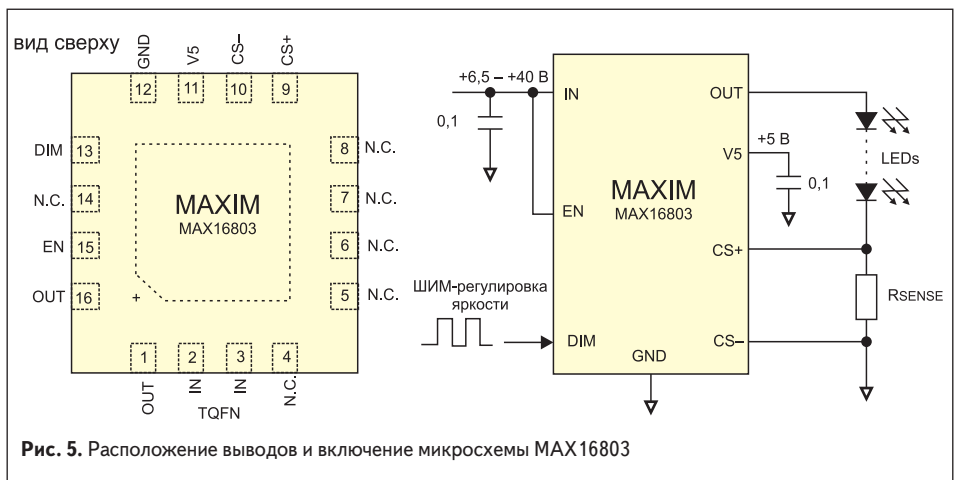 вид сверху
GND
V5
CS–
CS+
12
11
10
9
DIM
13
8
N.C.
N.C.
14
7
N.C.
EN
15
6
N.C.
OUT
16
5
N.C.
MAXIM
MAX16803
+
1
2
3
4
OUT
IN
IN
N.C.
TQFN
+6,5 – +40 В
0,1
IN
OUT
V5
+5 В
0,1
LEDs
MAXIM
MAX16803
EN
CS+
RSENSE
ШИМ-регулировка
яркости
DIM
CS–
GND
Рис. 5. Расположение выводов и включение микросхемы MAX16803